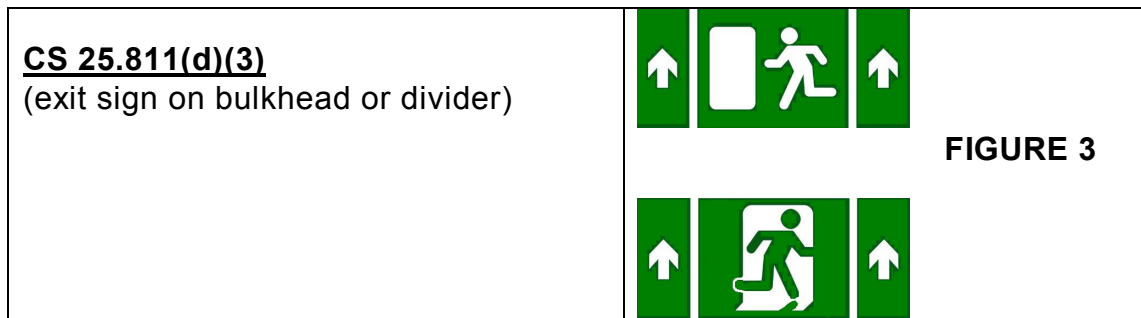 CS 25.811(d)(3)
(exit sign on bulkhead or divider)
FIGURE 3